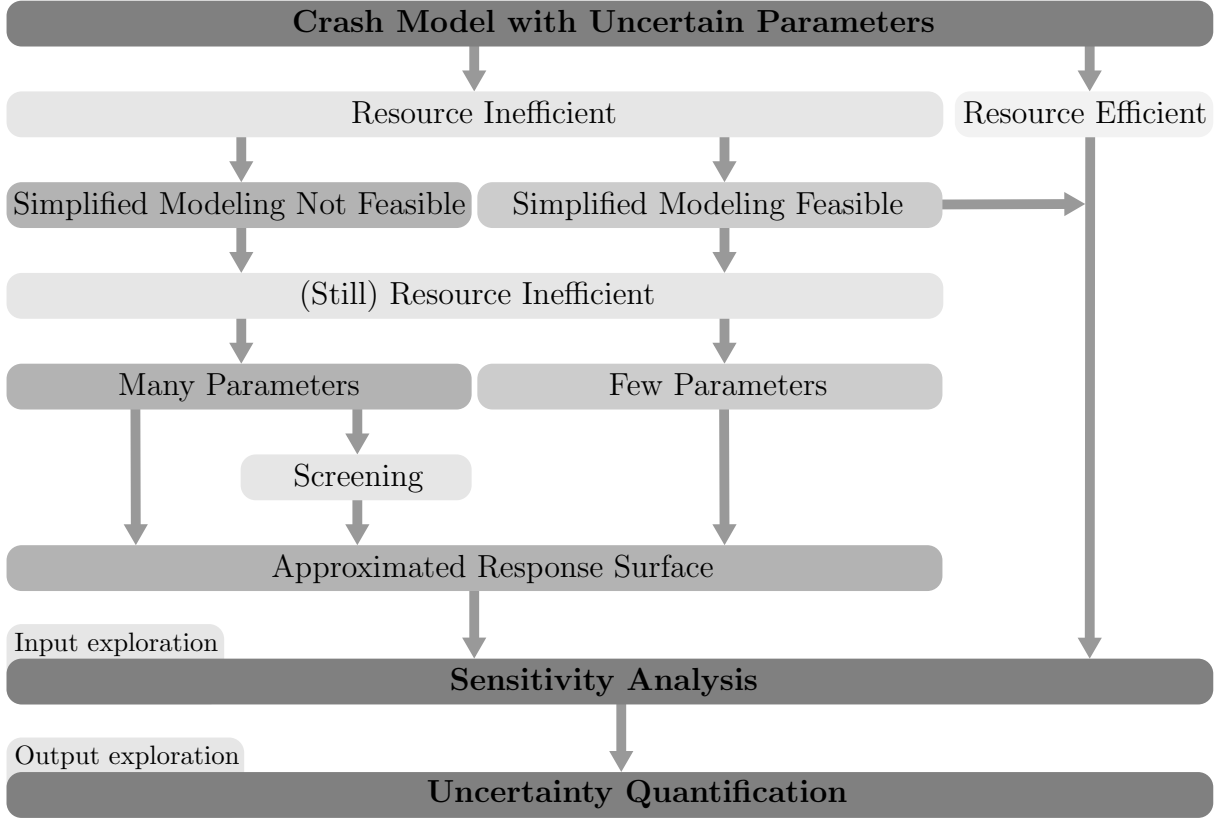 Crash Model with Uncertain Parameters
Resource Inefficient
Resource Efficient
Simplified Modeling Not Feasible
Simplified Modeling Feasible
(Still) Resource Inefficient
Many Parameters
Few Parameters
Screening
Approximated Response Surface
Input exploration
Sensitivity Analysis
Output exploration
Uncertainty Quantification